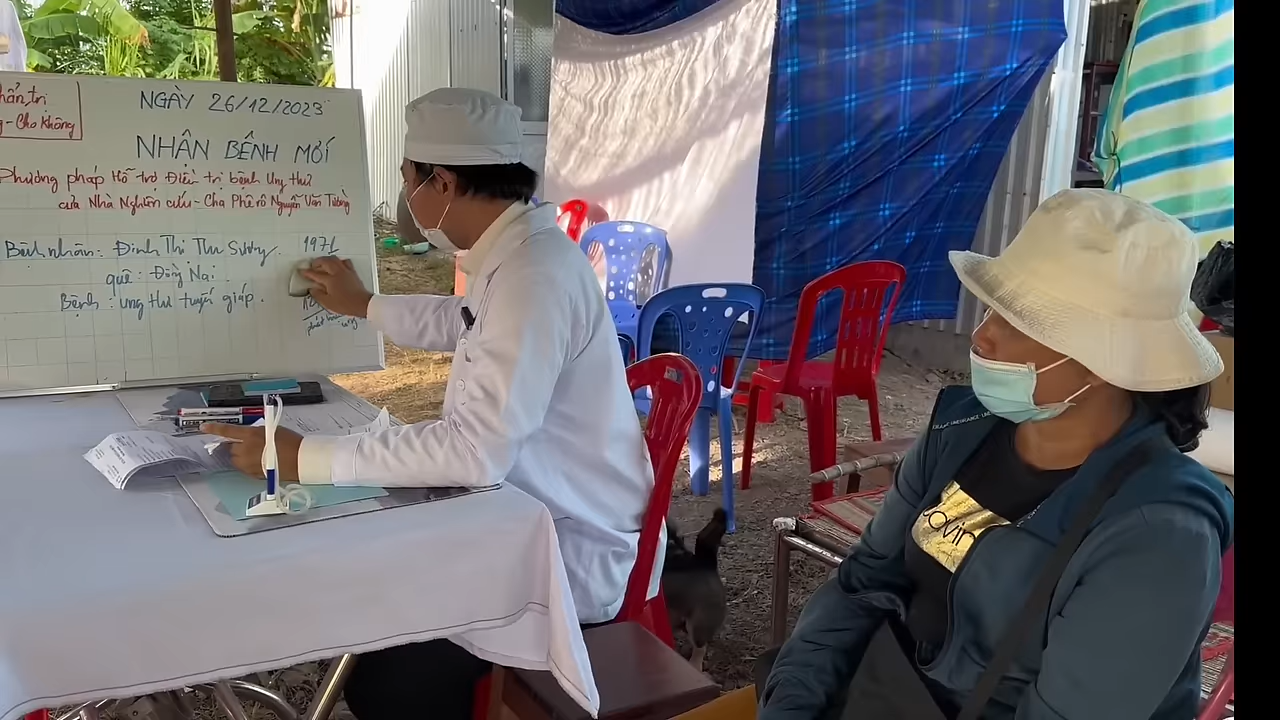 NGÀY 26/12/2023
NHÂN BỆNH MỚI
Phương pháp Hỗ trợ Điều trị bệnh Ung thư
của Nhà Nghiên cứu - Cha Phêrô Nguyễn Văn Tường
Bệnh nhân: Đinh Thị Thu Sương
quê: Đồng Nai
Bệnh: ung thư tuyến giáp.
- Cho Không